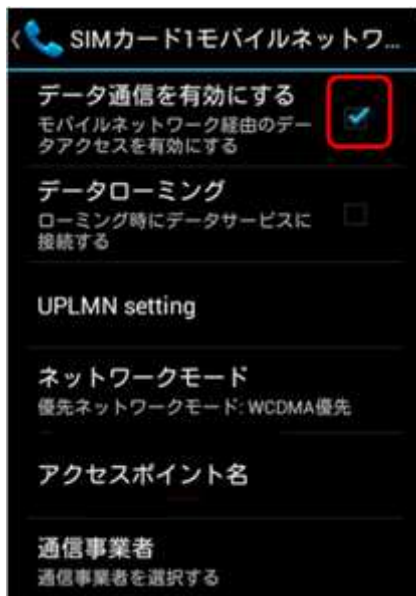 SIMカード1モバイルネットワ...
データ通信を有効にする
モバイルネットワーク経由のデー
タアクセスを有効にする
データローミング
ローミング時にデータサービスに
接続する
UPLMN setting
ネットワークモード
優先ネットワークモード: WCDMA優先
アクセスポイント名
通信事業者
通信事業者を選択する